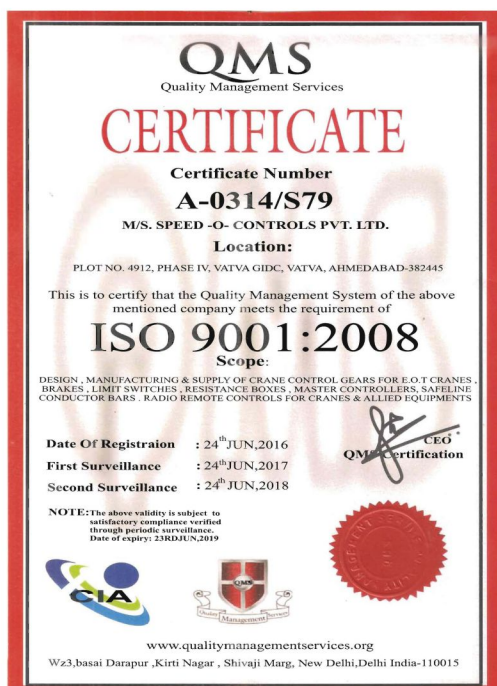 QMS
Quality Management Services
CERTIFICATE
Certificate Number
A-0314/S79
M/S. SPEED -O- CONTROLS PVT. LTD.
Location:
PLOT NO. 4912, PHASE IV, VATVA GIDC, VATVA, AHMEDABAD-382445
This is to certify that the Quality Management System of the above
mentioned company meets the requirement of
ISO 9001:2008
Scope:
DESIGN , MANUFACTURING & SUPPLY OF CRANE CONTROL GEARS FOR E.O.T CRANES ,
BRAKES , LIMIT SWITCHES , RESISTANCE BOXES , MASTER CONTROLLERS, SAFELINE
CONDUCTOR BARS . RADIO REMOTE CONTROLS FOR CRANES & ALLIED EQUIPMENTS
Date Of Registraion : 24th JUN,2016
First Surveillance : 24th JUN,2017
Second Surveillance : 24th JUN,2018
CEO
QMS Certification
NOTE: The above validity is subject to
satisfactory compliance verified
through periodic surveillance.
Date of expiry: 23RDJUN,2019
CIA
QMS
Quality Management Services
www.qualitymanagementservices.org
Wz3,basai Darapur ,Kirti Nagar , Shivaji Marg, New Delhi,Delhi India-110015